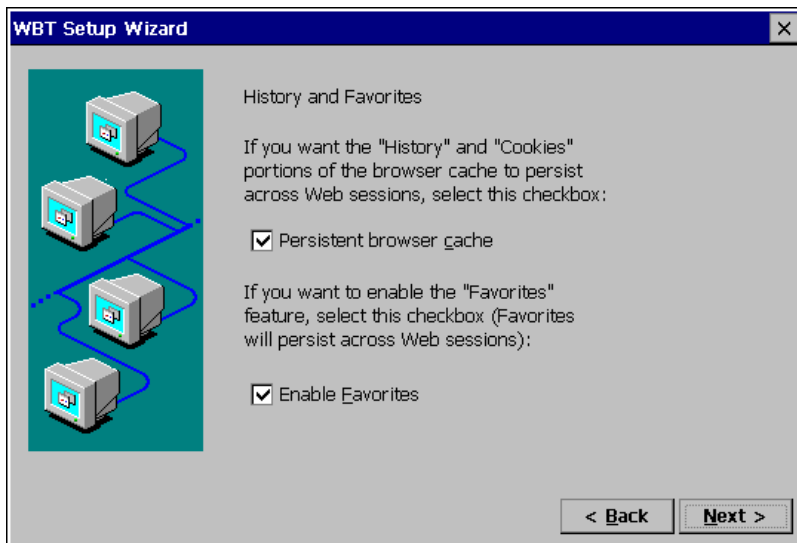 WBT Setup Wizard
History and Favorites
If you want the "History" and "Cookies"
portions of the browser cache to persist
across Web sessions, select this checkbox:
Persistent browser cache
If you want to enable the "Favorites"
feature, select this checkbox (Favorites
will persist across Web sessions):
Enable Favorites
< Back
Next >